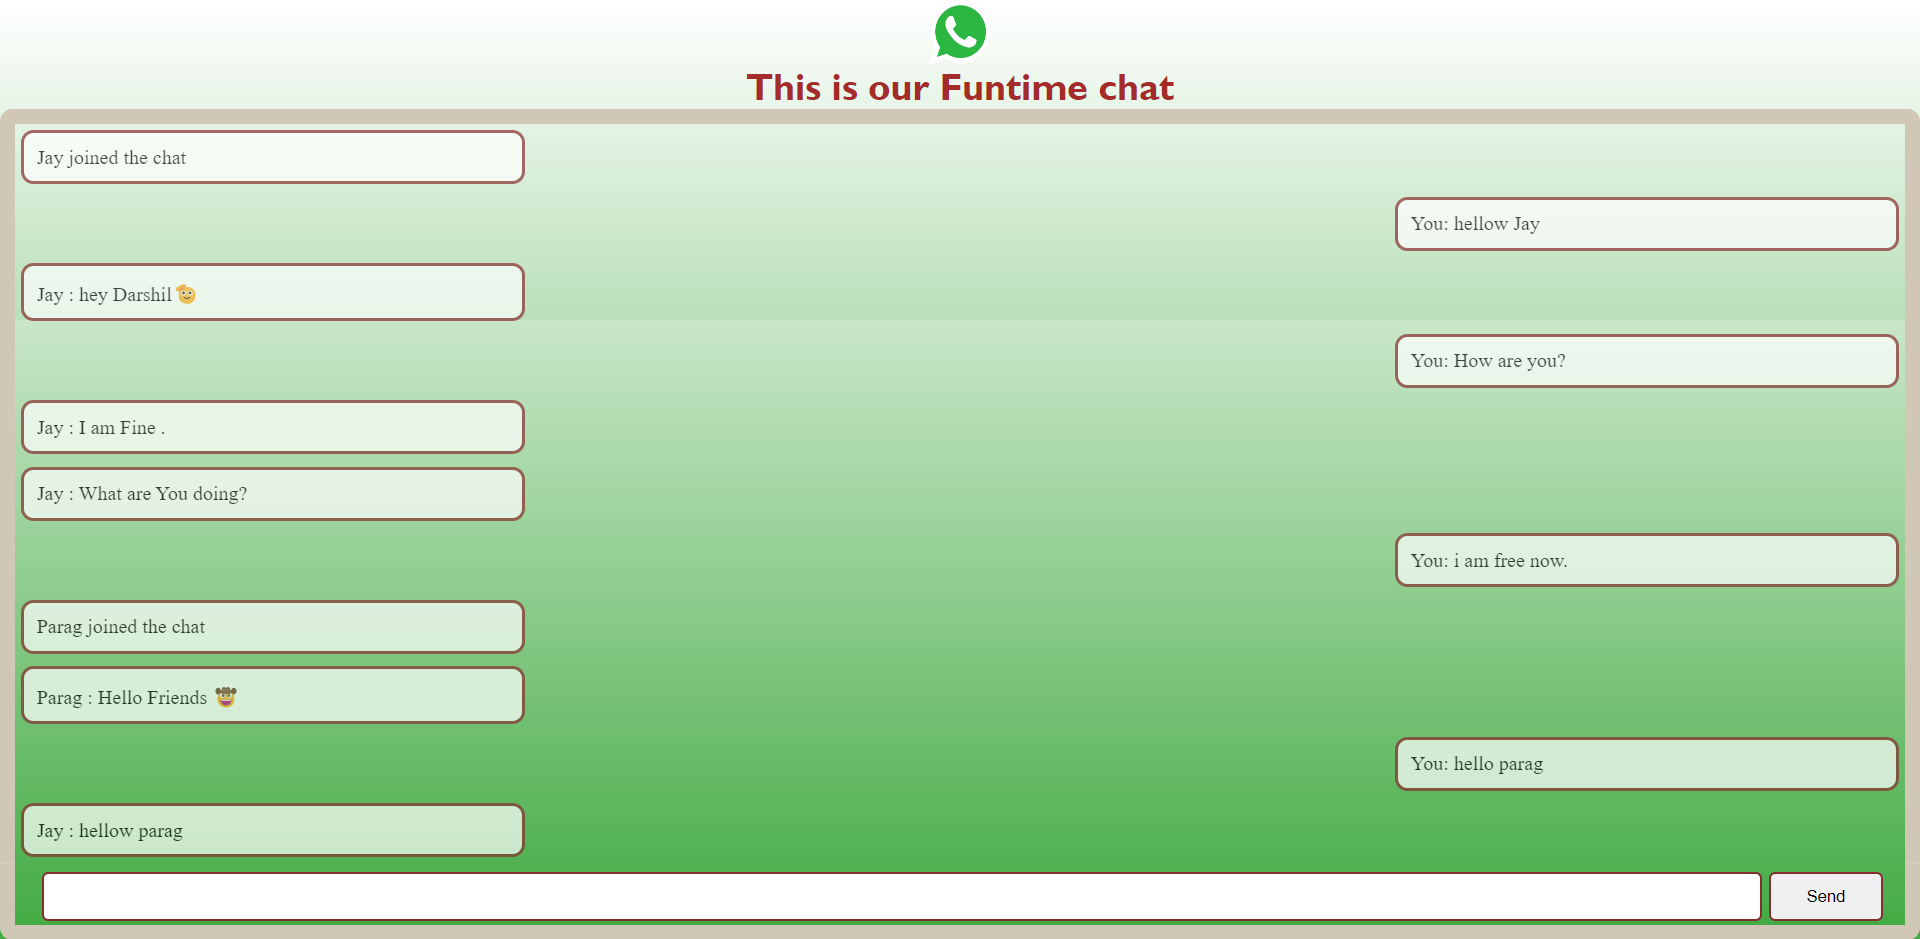 This is our Funtime chat
Jay joined the chat
You: hellow Jay
Jay : hey Darshil 🫡
You: How are you?
Jay : I am Fine .
Jay : What are You doing?
You: i am free now.
Parag joined the chat
Parag : Hello Friends 🤠
You: hello parag
Jay : hellow parag
Send